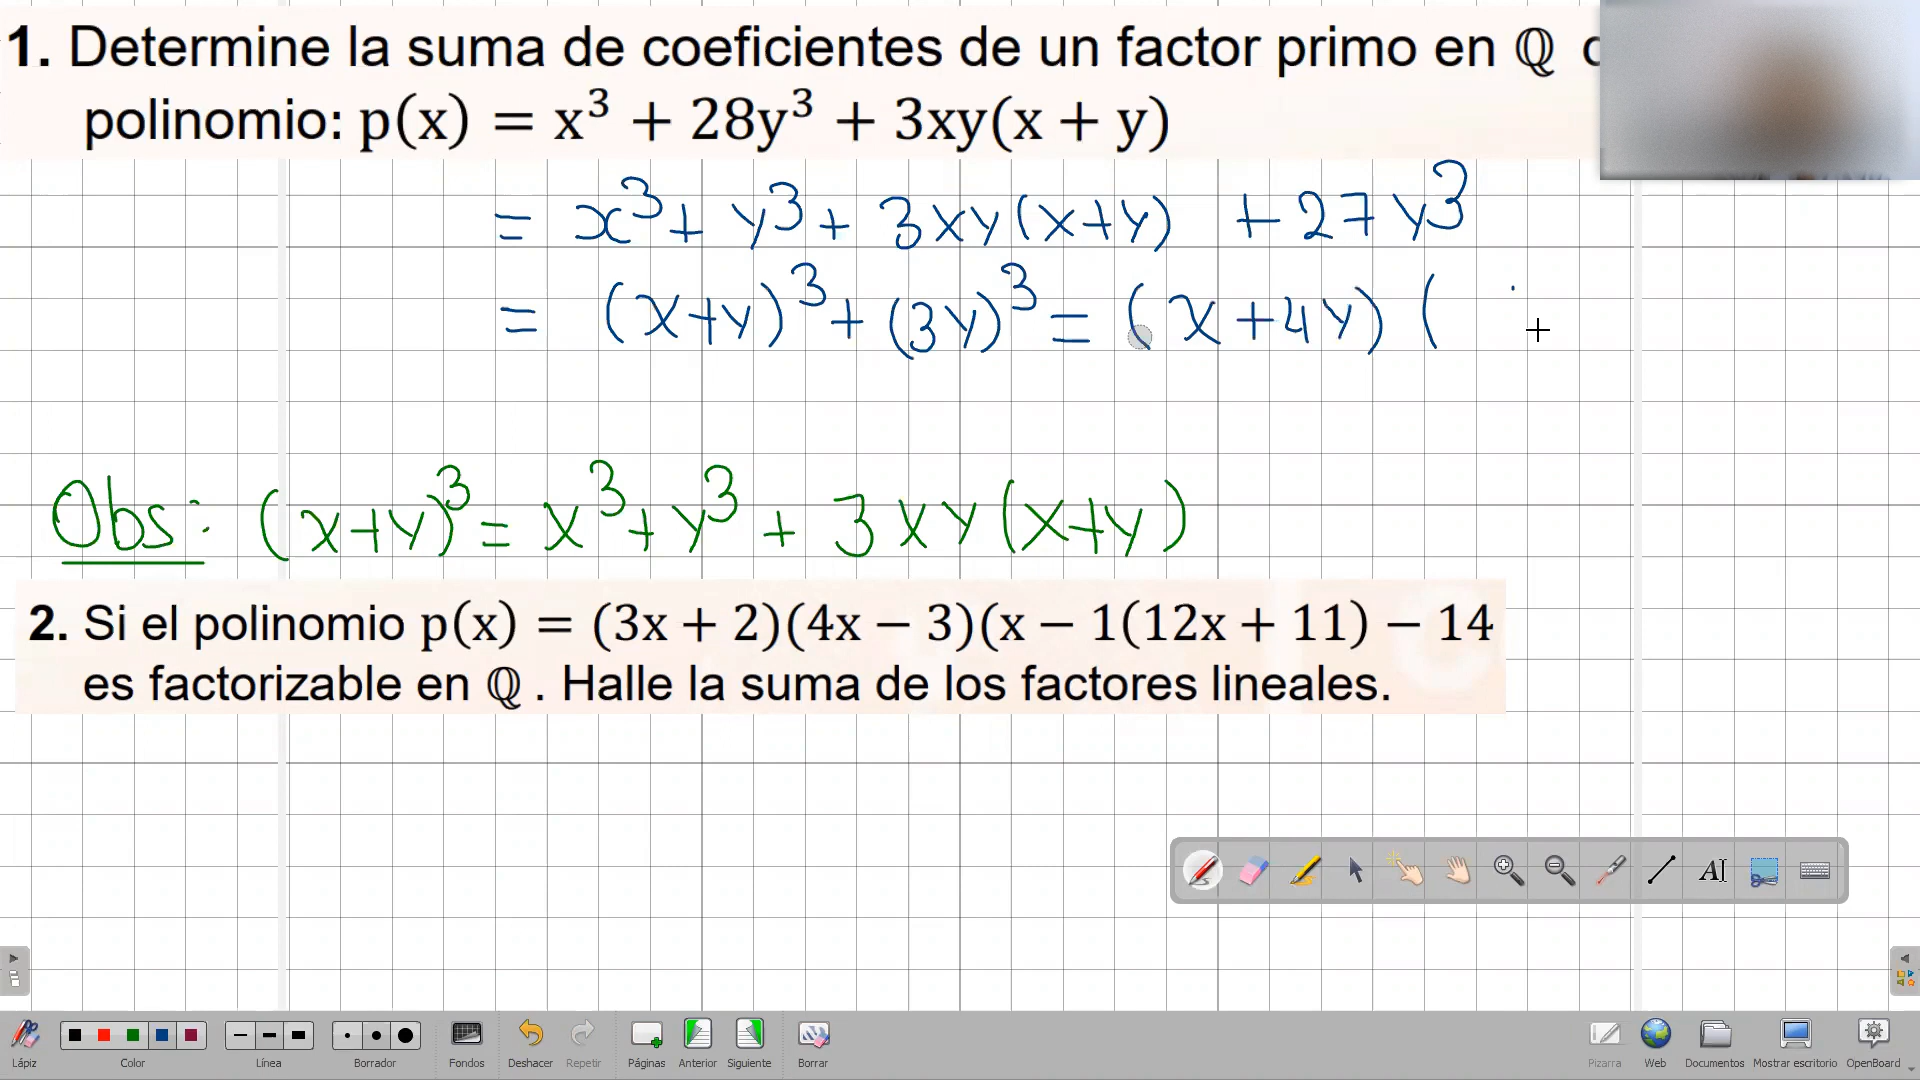 1. Determine la suma de coeficientes de un factor primo en ℚ
polinomio: p(x) = x³ + 28y³ + 3xy(x + y)
= x³ + y³ + 3xy(x+y) + 27y³
= (x+y)³ + (3y)³ = (x+4y) (
Obs: (x+y)³ = x³ + y³ + 3xy(x+y)
2. Si el polinomio p(x) = (3x + 2)(4x − 3)(x − 1(12x + 11) − 14
es factorizable en ℚ . Halle la suma de los factores lineales.
AI
Lápiz Color Línea Borrador Fondos Deshacer Repetir Páginas Anterior Siguiente Borrar Pizarra Web Documentos Mostrar escritorio OpenBoard